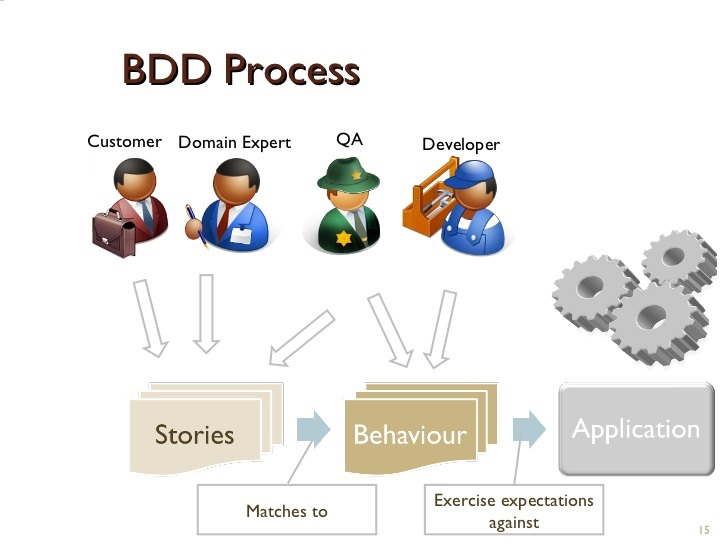 BDD Process
Customer
Domain Expert
QA
Developer
Stories
Behaviour
Application
Matches to
Exercise expectations
against
15